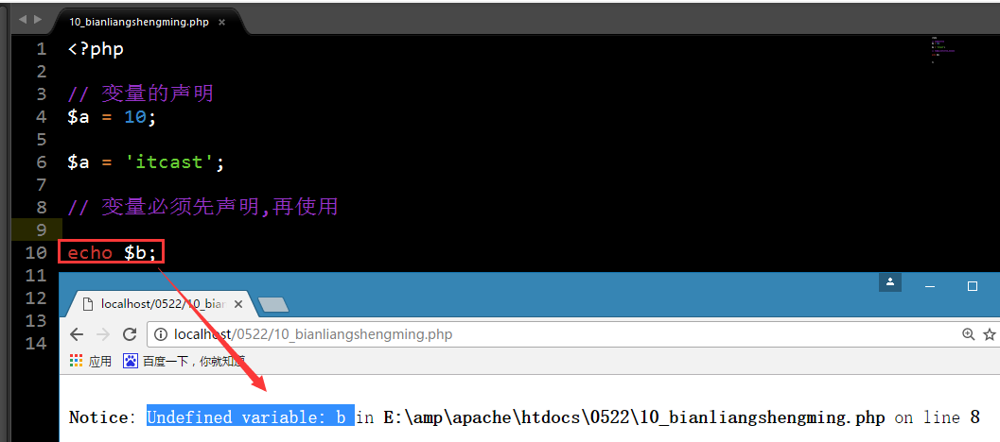 10_bianliangshengming.php ×
1 <?php
2
3 // 变量的声明
4 $a = 10;
5
6 $a = 'itcast';
7
8 // 变量必须先声明,再使用
9
10 echo $b;
11
12
13
14
localhost/0522/10_bian
localhost/0522/10_bianliangshengming.php
应用 百度一下，你就知道
Notice: Undefined variable: b in E:\amp\apache\htdocs\0522\10_bianliangshengming.php on line 8